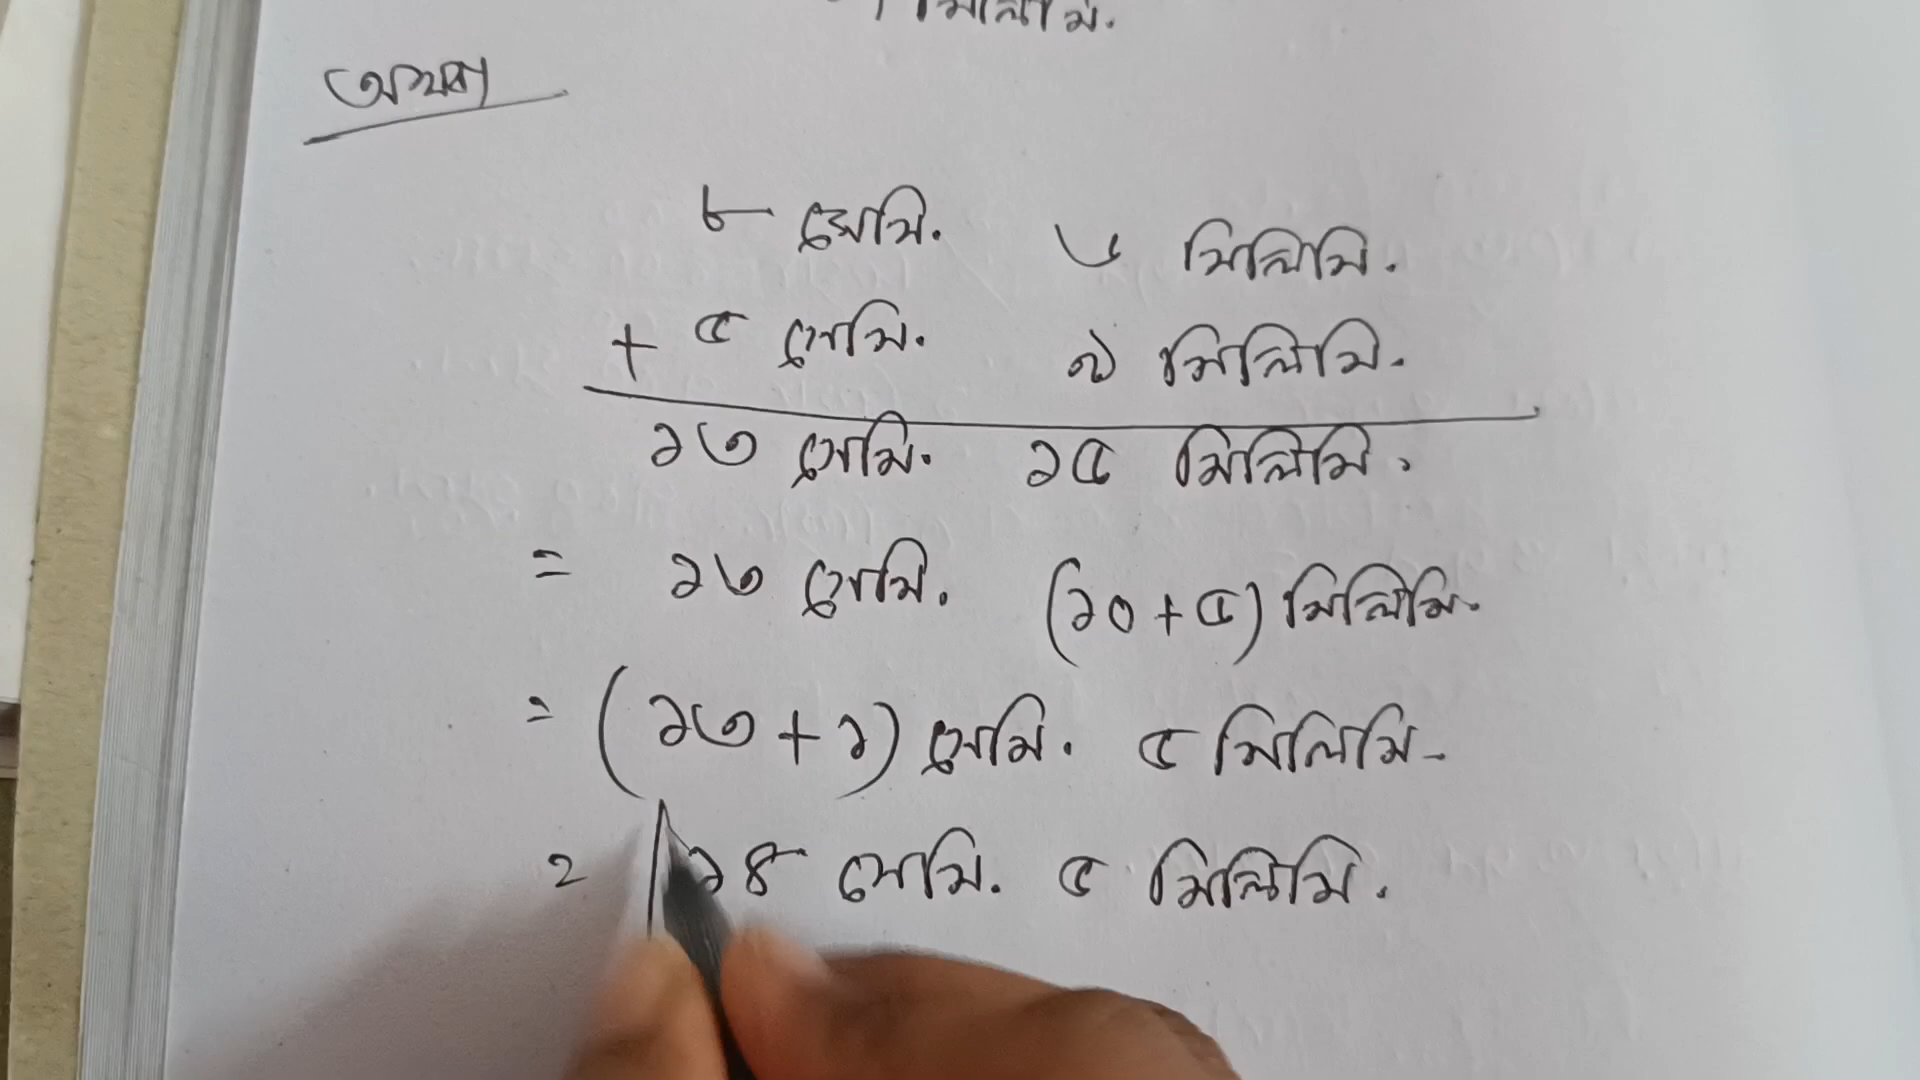 মিলিমি.
অথবা
৮ সেমি. ৬ মিলিমি.
+ ৫ সেমি. ৯ মিলিমি.
১৩ সেমি. ১৫ মিলিমি.
= ১৩ সেমি. (১০ + ৫) মিলিমি.
= (১৩ + ১) সেমি. ৫ মিলিমি.
= ১৪ সেমি. ৫ মিলিমি.